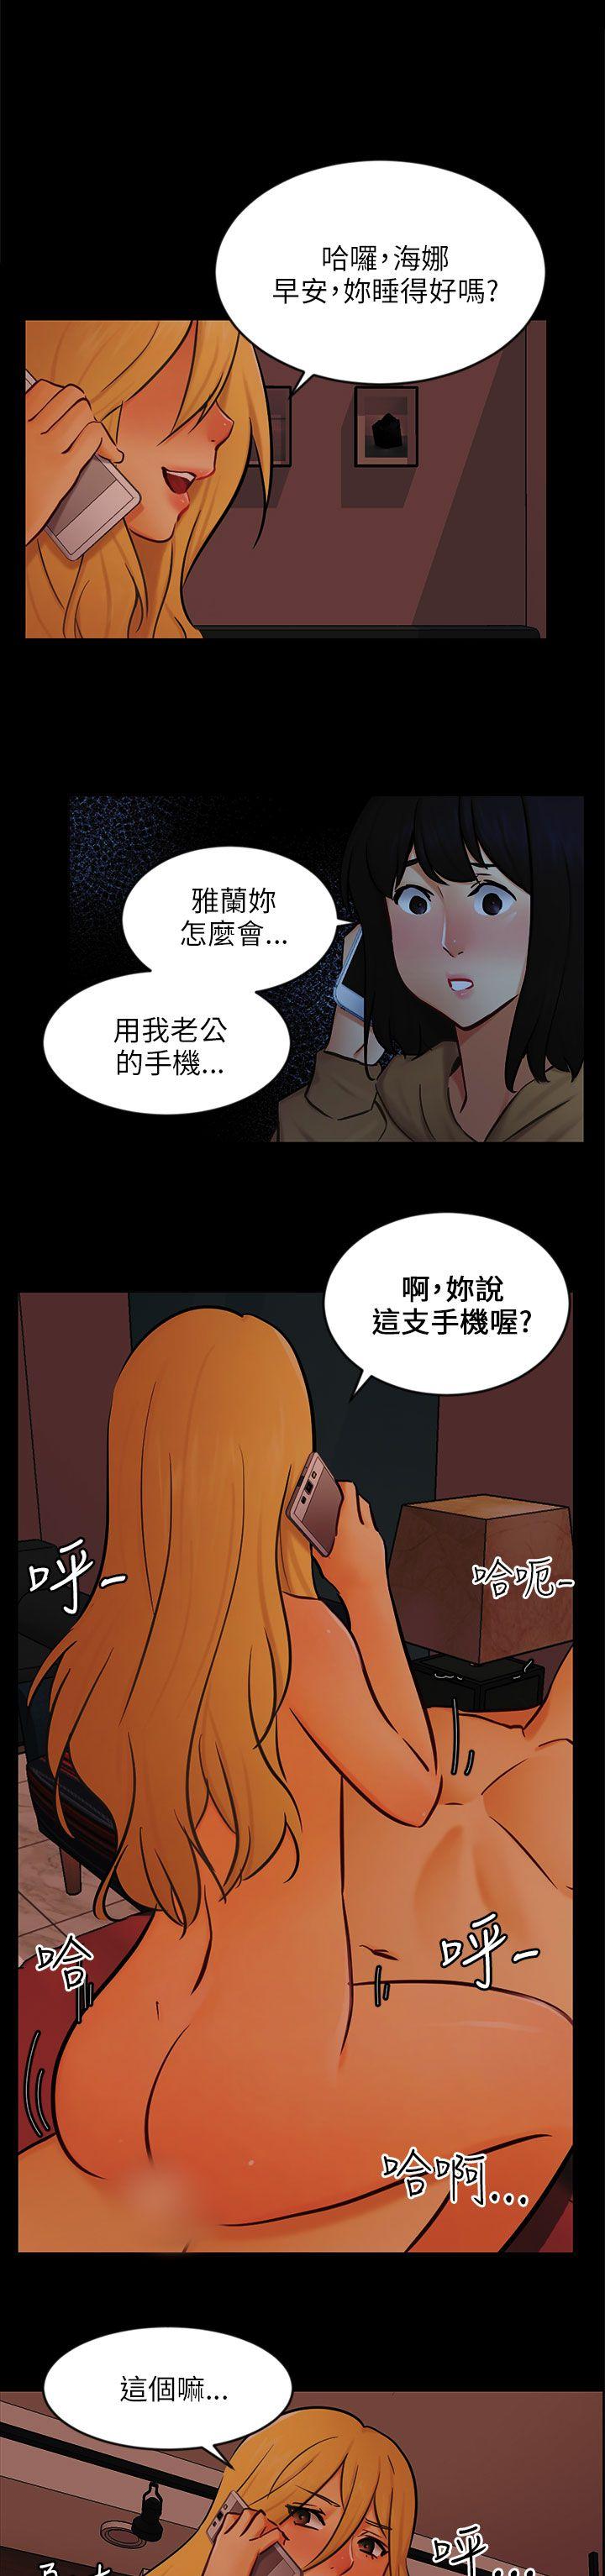 哈囉,海娜
早安,妳睡得好嗎?
雅蘭妳
怎麼會...
用我老公
的手機...
啊,妳說
這支手機喔?
呼-
哈呃-
哈
呼-
哈啊...
這個嘛...
呼...